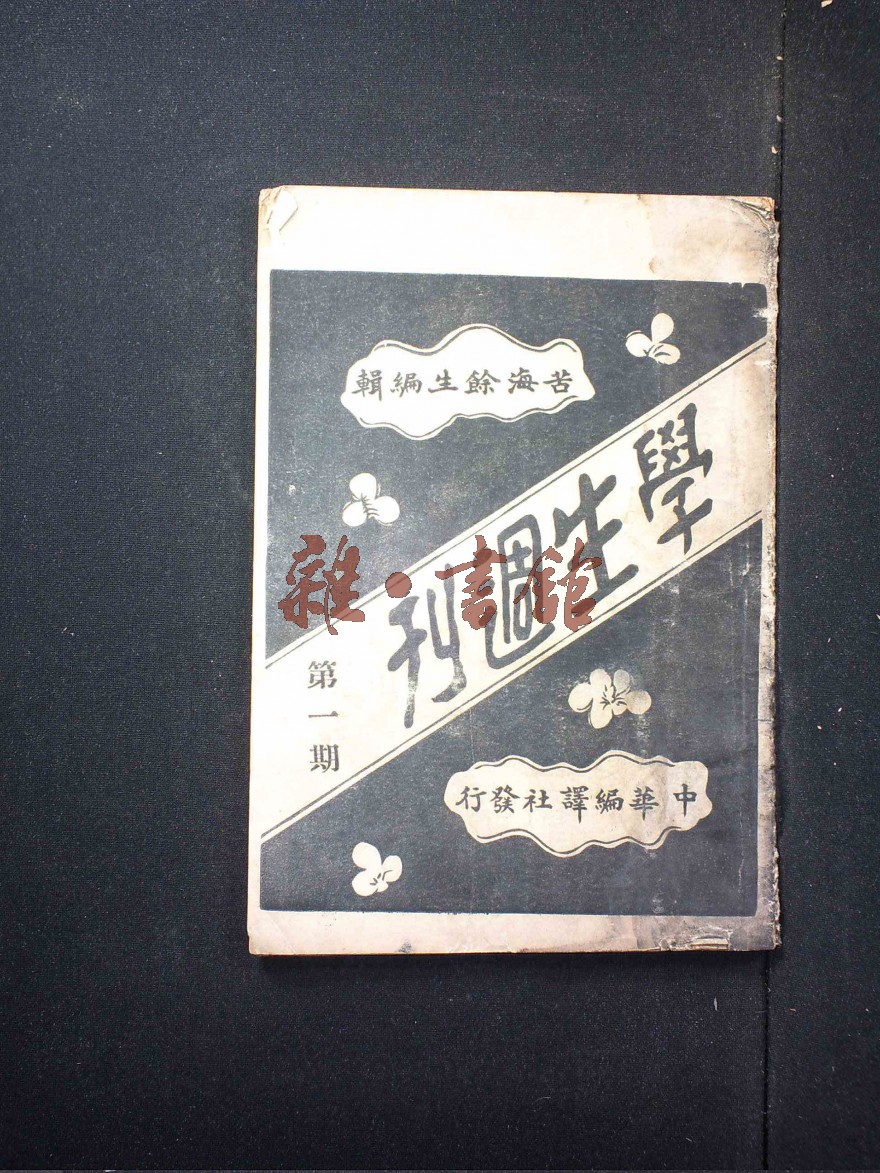 苦海餘生編輯
學生週刊
第一期
中華編譯社發行
雜·書館